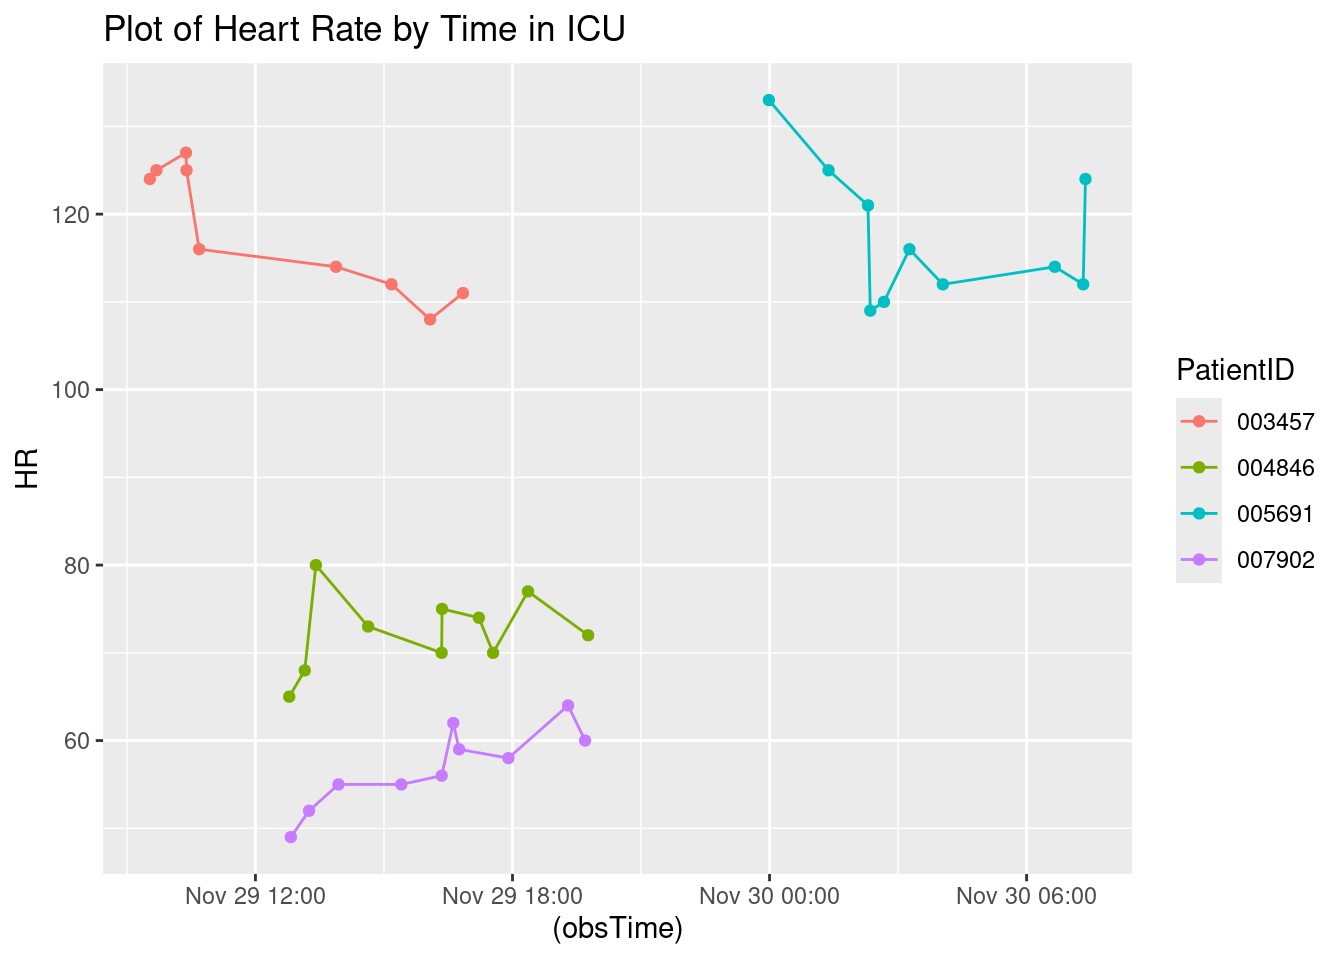 Plot of Heart Rate by Time in ICU
120
100
80
60
HR
Nov 29 12:00
Nov 29 18:00
Nov 30 00:00
Nov 30 06:00
(obsTime)
PatientID
003457
004846
005691
007902